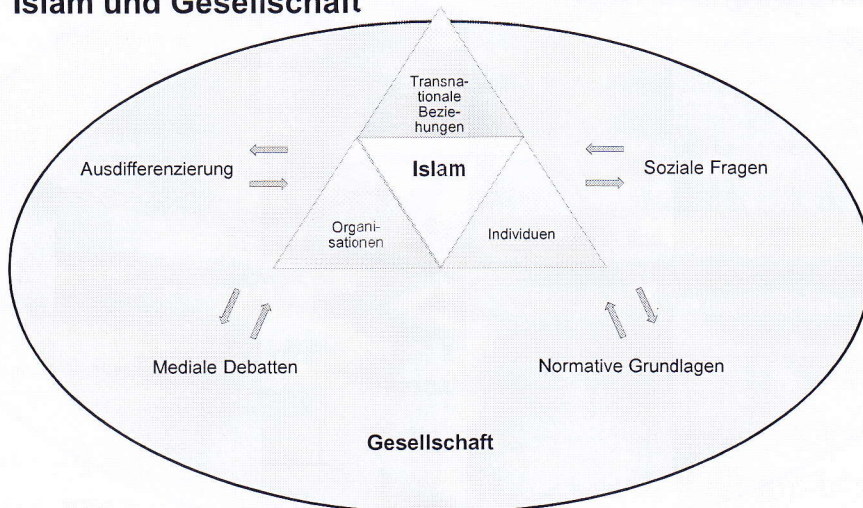 Islam und Gesellschaft
Transna-
tionale
Bezie-
hungen
Ausdifferenzierung
Islam
Soziale Fragen
Organi-
sationen
Individuen
Mediale Debatten
Normative Grundlagen
Gesellschaft